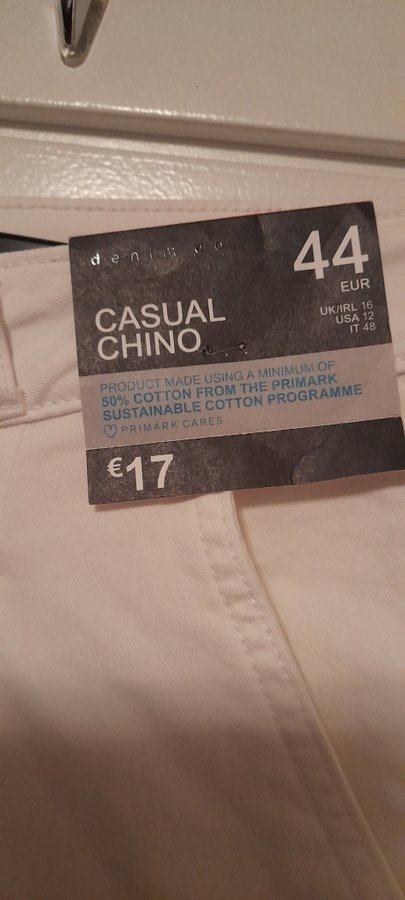 denim co.
44
EUR
UK/IRL 16
USA 12
IT 48
CASUAL
CHINO
PRODUCT MADE USING A MINIMUM OF
50% COTTON FROM THE PRIMARK
SUSTAINABLE COTTON PROGRAMME
PRIMARK CARES
€17